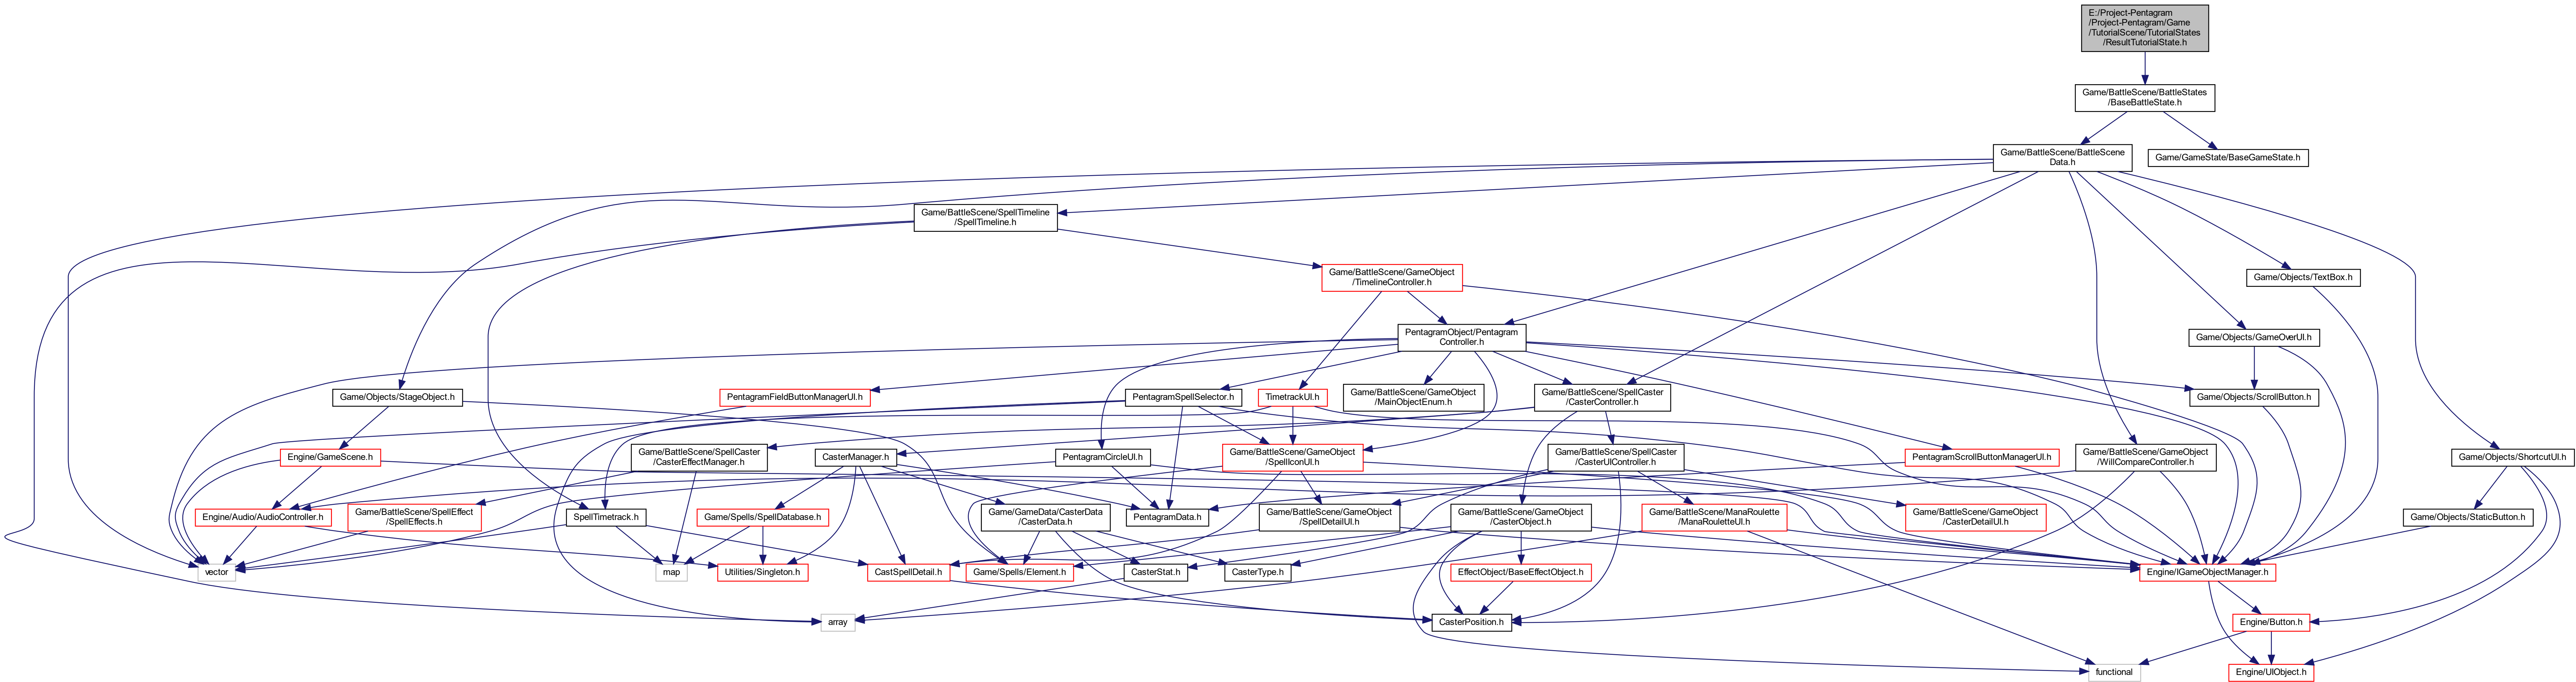 E:/Project-Pentagram
/Project-Pentagram/Game
/TutorialScene/TutorialStates
/ResultTutorialState.h
Game/BattleScene/BattleStates
/BaseBattleState.h
Game/BattleScene/BattleScene
Data.h
Game/GameState/BaseGameState.h
Game/BattleScene/SpellTimeline
/SpellTimeline.h
Game/BattleScene/GameObject
/TimelineController.h
Game/Objects/TextBox.h
PentagramObject/Pentagram
Controller.h
Game/Objects/GameOverUI.h
Game/Objects/StageObject.h
PentagramFieldButtonManagerUI.h
PentagramSpellSelector.h
TimetrackUI.h
Game/BattleScene/GameObject
/MainObjectEnum.h
Game/BattleScene/SpellCaster
/CasterController.h
Game/Objects/ScrollButton.h
Engine/GameScene.h
Game/BattleScene/SpellCaster
/CasterEffectManager.h
CasterManager.h
PentagramCircleUI.h
Game/BattleScene/GameObject
/SpellIconUI.h
Game/BattleScene/SpellCaster
/CasterUIController.h
PentagramScrollButtonManagerUI.h
Game/BattleScene/GameObject
/WillCompareController.h
Game/Objects/ShortcutUI.h
Engine/Audio/AudioController.h
Game/BattleScene/SpellEffect
/SpellEffects.h
SpellTimetrack.h
Game/Spells/SpellDatabase.h
Game/GameData/CasterData
/CasterData.h
PentagramData.h
Game/BattleScene/GameObject
/SpellDetailUI.h
Game/BattleScene/GameObject
/CasterObject.h
Game/BattleScene/ManaRoulette
/ManaRouletteUI.h
Game/BattleScene/GameObject
/CasterDetailUI.h
Game/Objects/StaticButton.h
vector
map
Utilities/Singleton.h
CastSpellDetail.h
Game/Spells/Element.h
CasterStat.h
CasterType.h
EffectObject/BaseEffectObject.h
Engine/IGameObjectManager.h
array
CasterPosition.h
Engine/Button.h
functional
Engine/UIObject.h